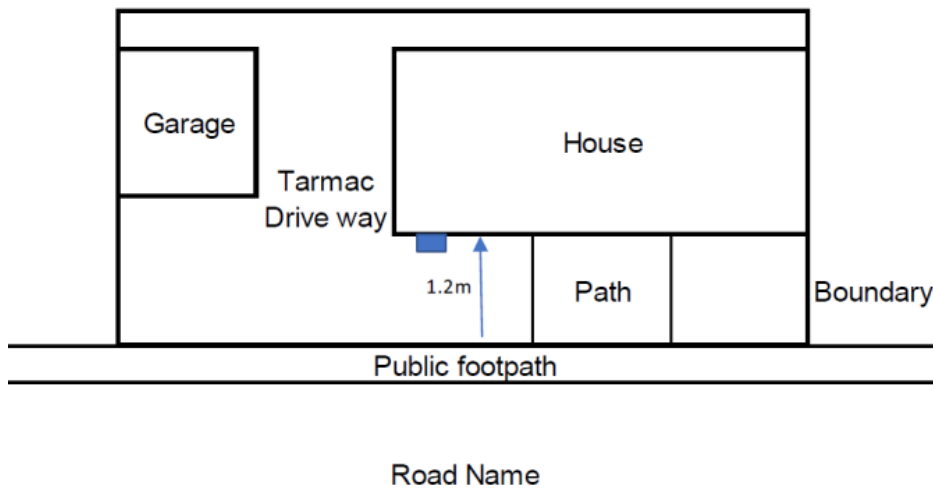 Garage
House
Tarmac
Drive way
1.2m
Path
Boundary
Public footpath
Road Name